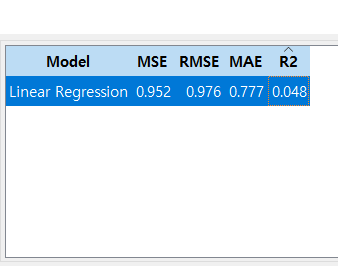 Model MSE RMSE MAE R2
Linear Regression 0.952 0.976 0.777 0.048